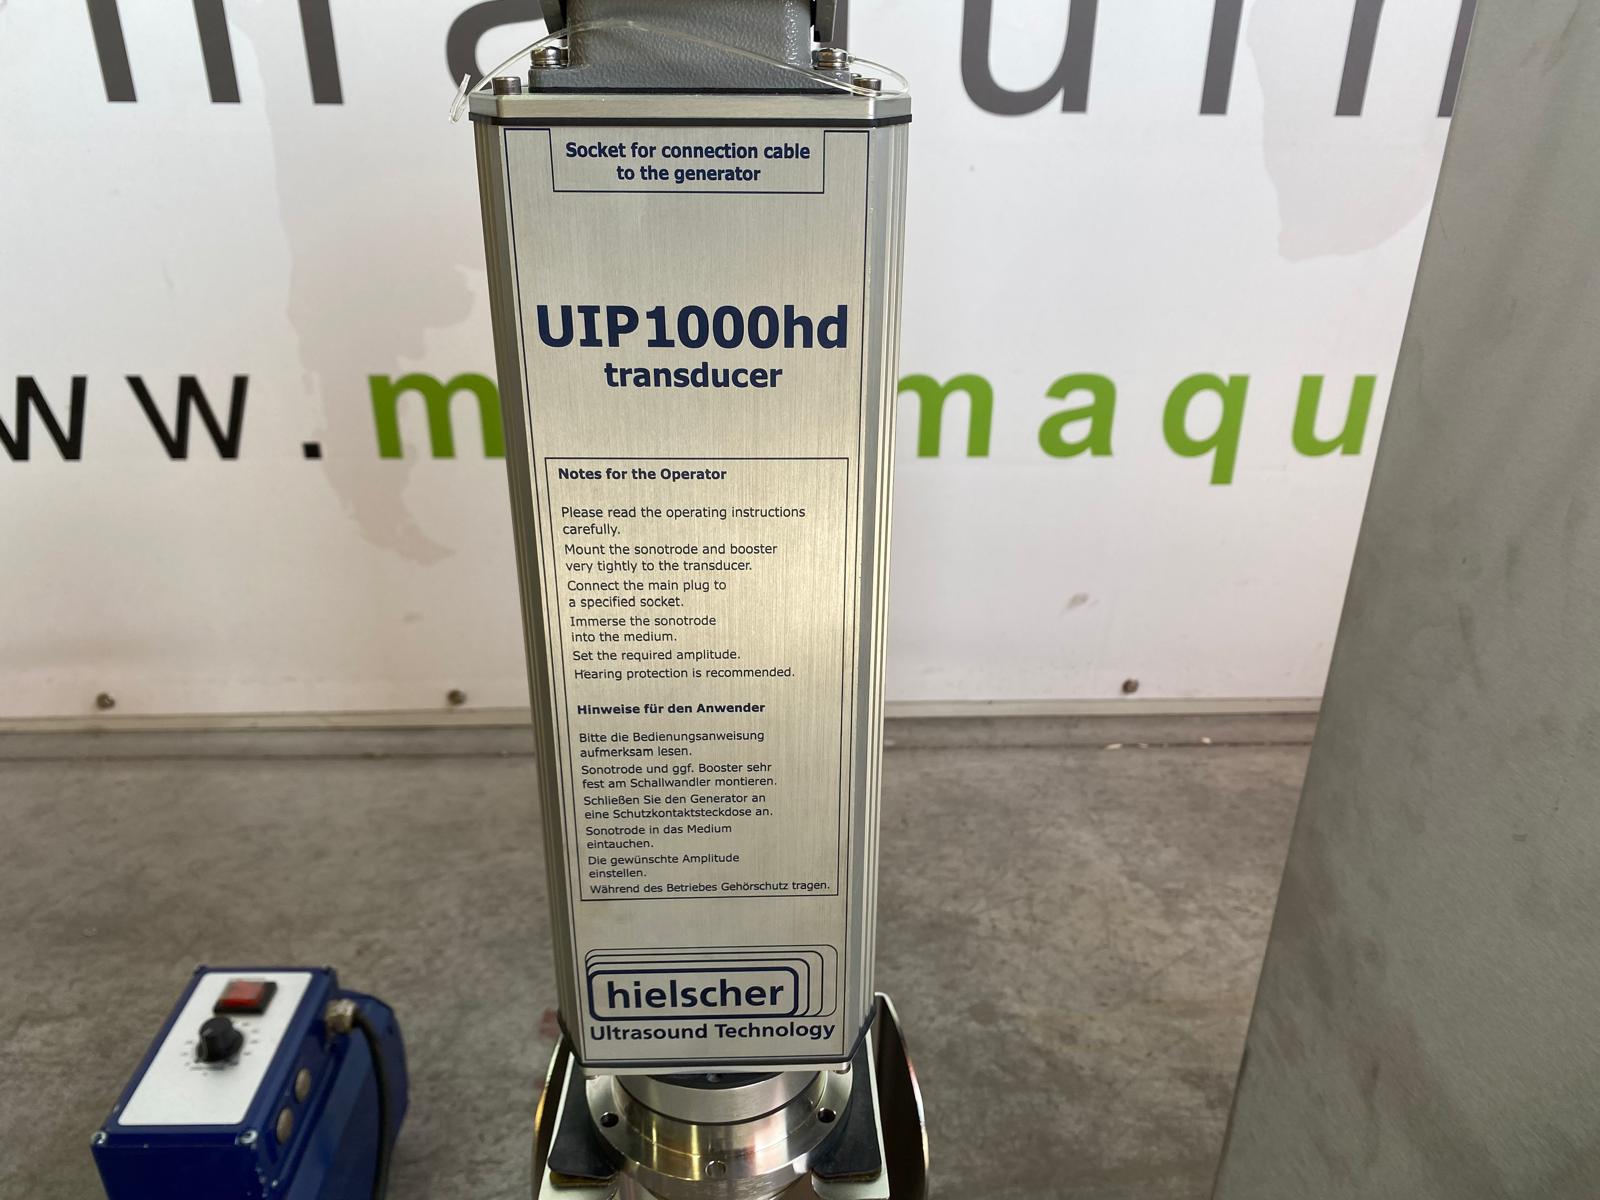 Socket for connection cable
to the generator
UIP1000hd
transducer
Notes for the Operator
Please read the operating instructions
carefully.
Mount the sonotrode and booster
very tightly to the transducer.
Connect the main plug to
a specified socket.
Immerse the sonotrode
into the medium.
Set the required amplitude.
Hearing protection is recommended.
Hinweise für den Anwender
Bitte die Bedienungsanweisung
aufmerksam lesen.
Sonotrode und ggf. Booster sehr
fest am Schallwandler montieren.
Schließen Sie den Generator an
eine Schutzkontaktsteckdose an.
Sonotrode in das Medium
eintauchen.
Die gewünschte Amplitude
einstellen.
Während des Betriebes Gehörschutz tragen.
hielscher
Ultrasound Technology